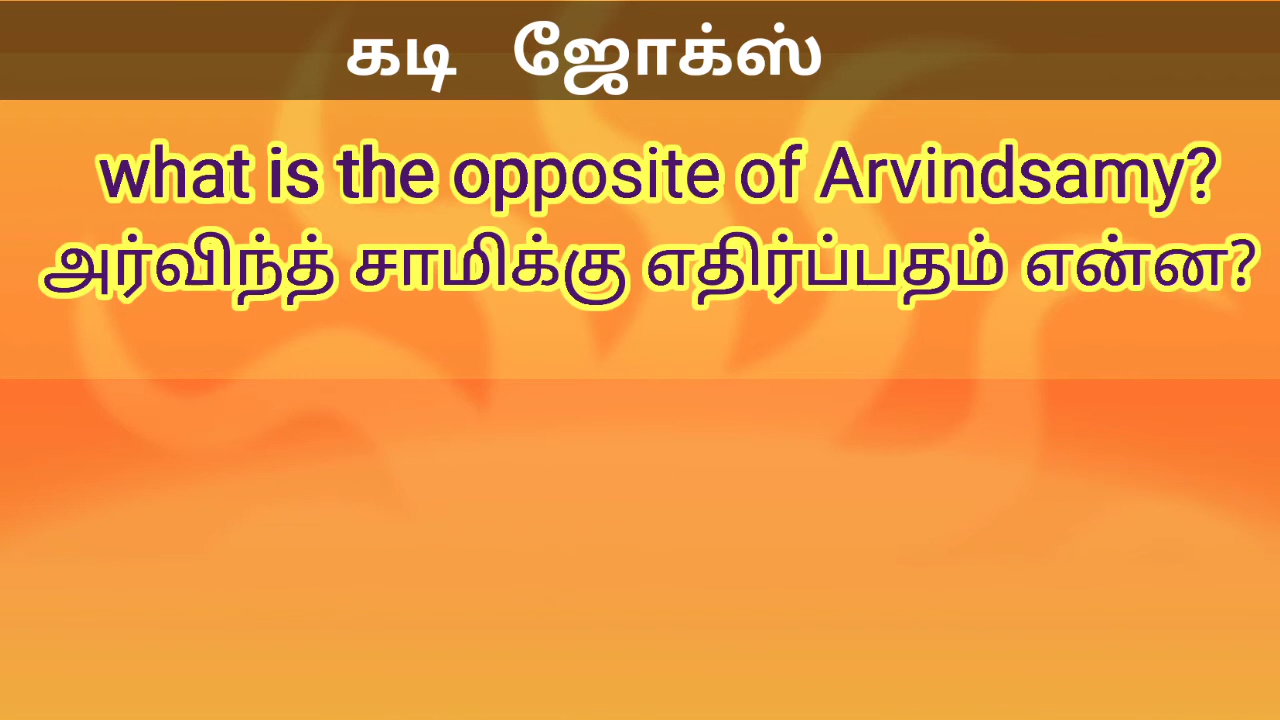 கடி ஜோக்ஸ்
what is the opposite of Arvindsamy?
அர்விந்த் சாமிக்கு எதிர்ப்பதம் என்ன?